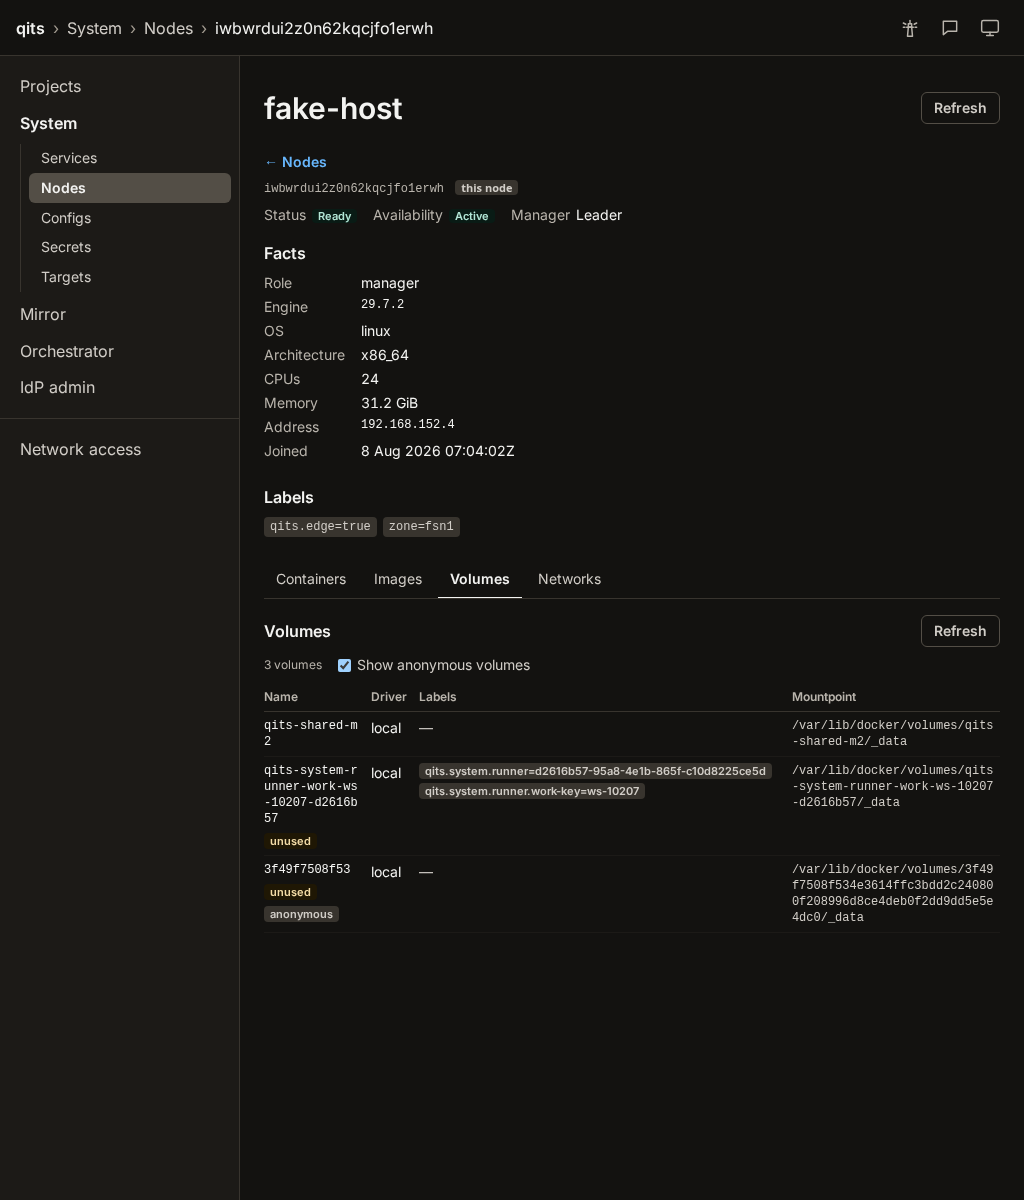 qits › System › Nodes › iwbwrdui2z0n62kqcjfo1erwh
Projects
System
Services
Nodes
Configs
Secrets
Targets
Mirror
Orchestrator
IdP admin
Network access
fake-host
Refresh
← Nodes
iwbwrdui2z0n62kqcjfo1erwh this node
Status Ready Availability Active Manager Leader
Facts
Role manager
Engine 29.7.2
OS linux
Architecture x86_64
CPUs 24
Memory 31.2 GiB
Address 192.168.152.4
Joined 8 Aug 2026 07:04:02Z
Labels
qits.edge=true zone=fsn1
Containers Images Volumes Networks
Volumes
Refresh
3 volumes Show anonymous volumes
Name Driver Labels Mountpoint
qits-shared-m
2
local
—
/var/lib/docker/volumes/qits
-shared-m2/_data
qits-system-r
unner-work-ws
-10207-d2616b
57
unused
local
qits.system.runner=d2616b57-95a8-4e1b-865f-c10d8225ce5d
qits.system.runner.work-key=ws-10207
/var/lib/docker/volumes/qits
-system-runner-work-ws-10207
-d2616b57/_data
3f49f7508f53
unused
anonymous
local
—
/var/lib/docker/volumes/3f49
f7508f534e3614ffc3bdd2c24080
0f208996d8ce4deb0f2dd9dd5e5e
4dc0/_data